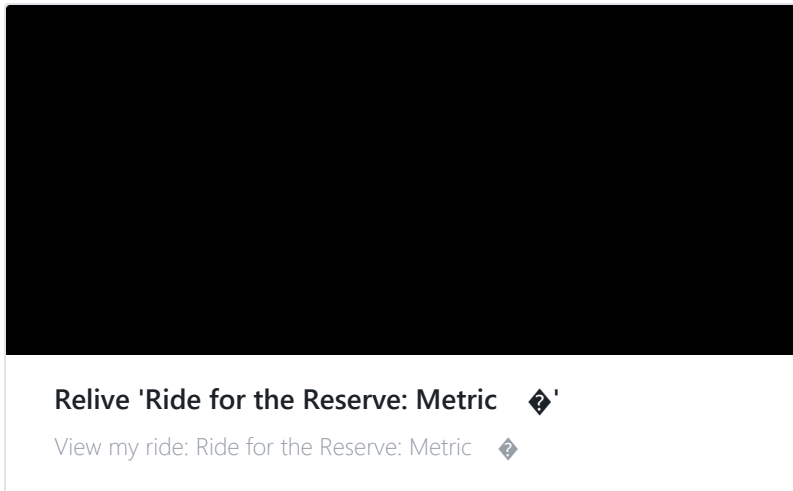 Relive 'Ride for the Reserve: Metric �'
View my ride: Ride for the Reserve: Metric �